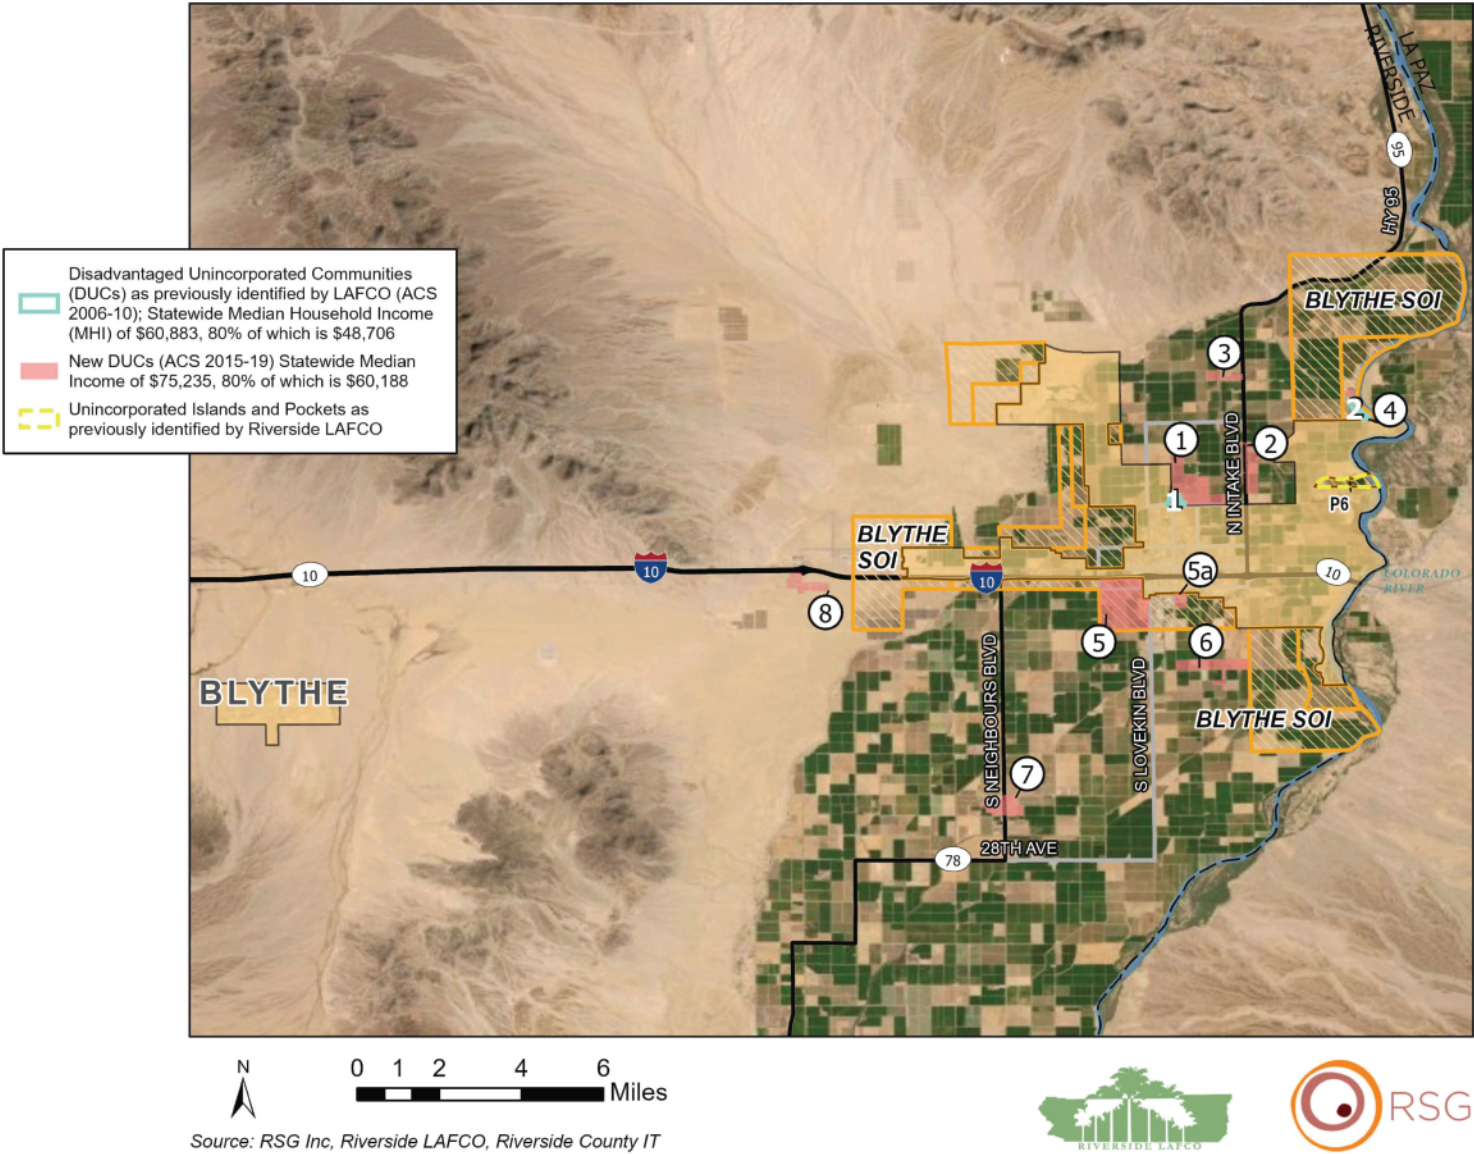 LA PAZ
RIVERSIDE
95
HY 95
Disadvantaged Unincorporated Communities
(DUCs) as previously identified by LAFCO (ACS
2006-10); Statewide Median Household Income
(MHI) of $60,883, 80% of which is $48,706
New DUCs (ACS 2015-19) Statewide Median
Income of $75,235, 80% of which is $60,188
Unincorporated Islands and Pockets as
previously identified by Riverside LAFCO
BLYTHE SOI
3
2
4
1
2
N INTAKE BLVD
1
P6
BLYTHE
SOI
10
10
10
5a
10
COLORADO
RIVER
8
5
6
S NEIGHBOURS BLVD
S LOVEKIN BLVD
BLYTHE
BLYTHE SOI
7
28TH AVE
78
N
0 1 2 4 6
Miles
Source: RSG Inc, Riverside LAFCO, Riverside County IT
RIVERSIDE LAFCO
RSG